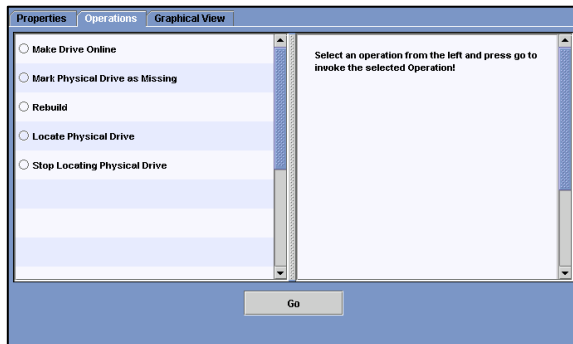 Properties Operations Graphical View
Make Drive Online
Mark Physical Drive as Missing
Rebuild
Locate Physical Drive
Stop Locating Physical Drive
Select an operation from the left and press go to
invoke the selected Operation!
Go